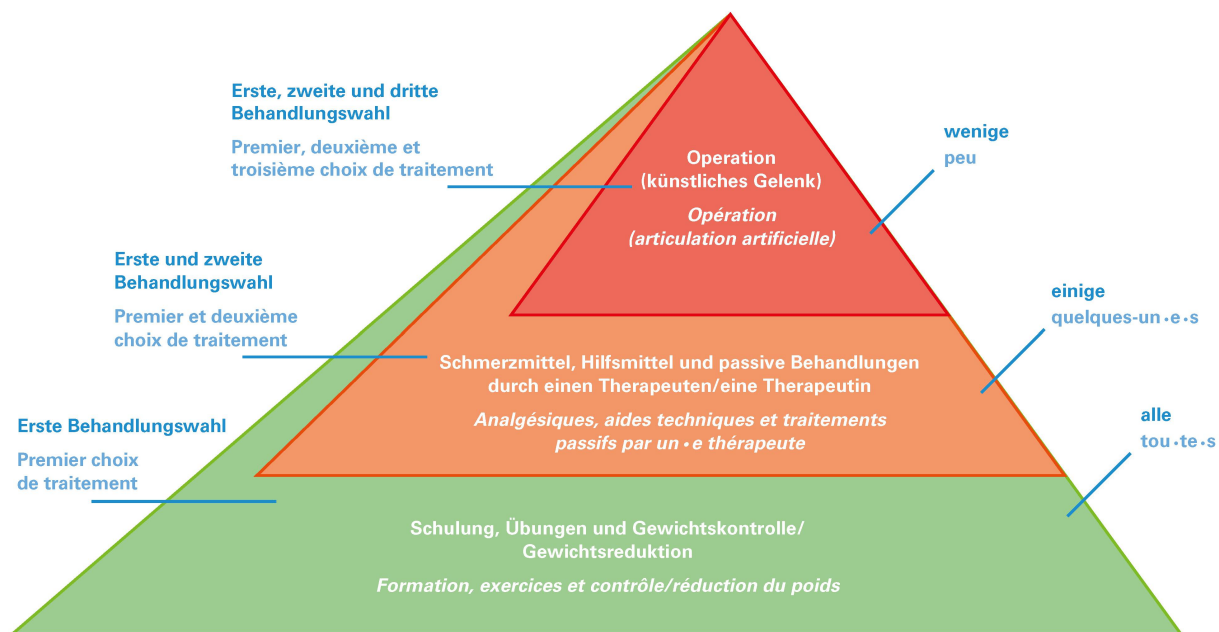 Erste, zweite und dritte
Behandlungswahl
Premier, deuxième et
troisième choix de traitement
Operation
(künstliches Gelenk)
Opération
(articulation artificielle)
wenige
peu
Erste und zweite
Behandlungswahl
Premier et deuxième
choix de traitement
Schmerzmittel, Hilfsmittel und passive Behandlungen
durch einen Therapeuten/eine Therapeutin
Analgésiques, aides techniques et traitements
passifs par un•e thérapeute
einige
quelques-un•e•s
Erste Behandlungswahl
Premier choix
de traitement
Schulung, Übungen und Gewichtskontrolle/
Gewichtsreduktion
Formation, exercices et contrôle/réduction du poids
alle
tou•te•s